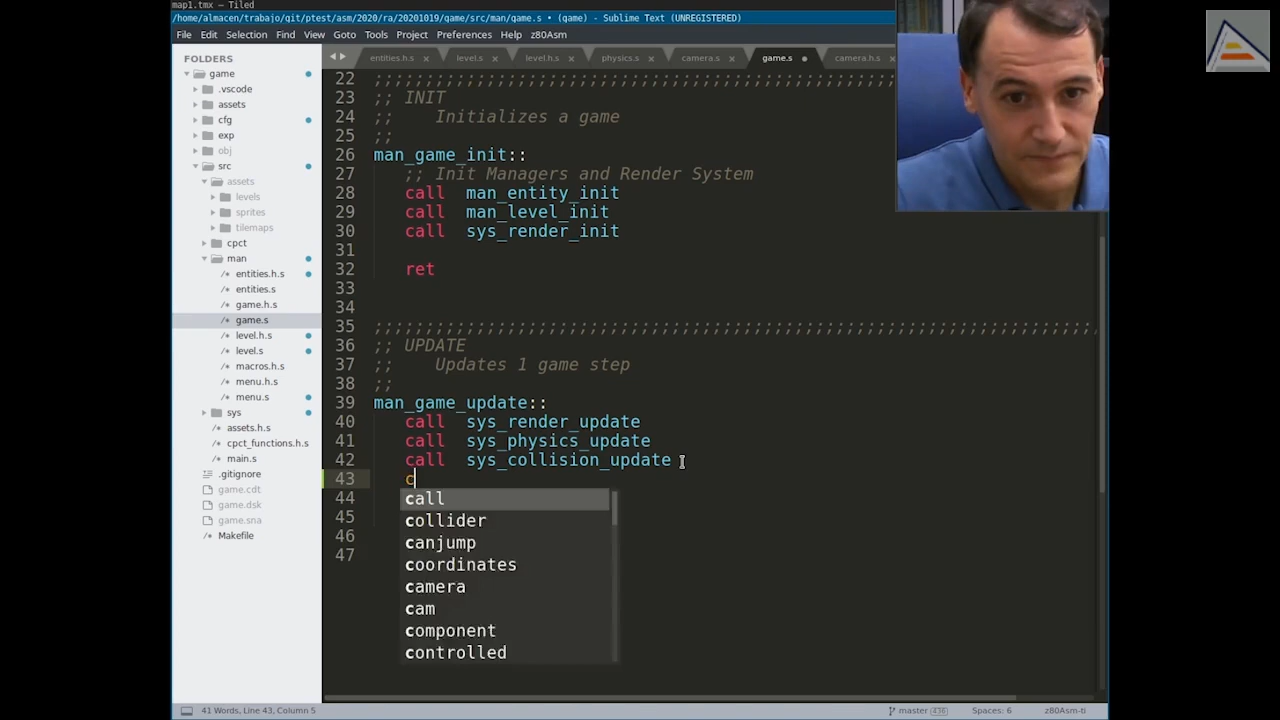 map1.tmx — Tiled
/home/almacen/trabajo/git/ptest/asm/2020/ra/20201019/game/src/man/game.s • (game) - Sublime Text (UNREGISTERED)
File Edit Selection Find View Goto Tools Project Preferences Help z80Asm
FOLDERS
game
.vscode
assets
cfg
exp
obj
src
assets
levels
sprites
tilemaps
cpct
man
entities.h.s
entities.s
game.h.s
game.s
level.h.s
level.s
macros.h.s
menu.h.s
menu.s
sys
assets.h.s
cpct_functions.h.s
main.s
.gitignore
game.cdt
game.dsk
game.sna
Makefile
entities.h.s level.s level.h.s physics.s camera.s game.s camera.h.s
22 ;;;;;;;;;;;;;;;;;;;;;;;;;;;;;;;;;;;;;;;;;;;;;;;;;;;
23 ;; INIT
24 ;; Initializes a game
25 ;;
26 man_game_init::
27 ;; Init Managers and Render System
28 call man_entity_init
29 call man_level_init
30 call sys_render_init
31
32 ret
33
34
35 ;;;;;;;;;;;;;;;;;;;;;;;;;;;;;;;;;;;;;;;;;;;;;;;;;;;;;;;;;;;;;;;;;;;;;;
36 ;; UPDATE
37 ;; Updates 1 game step
38 ;;
39 man_game_update::
40 call sys_render_update
41 call sys_physics_update
42 call sys_collision_update
43 c
44 call
45 collider
46 canjump
47 coordinates
camera
cam
component
controlled
41 Words, Line 43, Column 5 master 436 Spaces: 6 z80Asm-ti